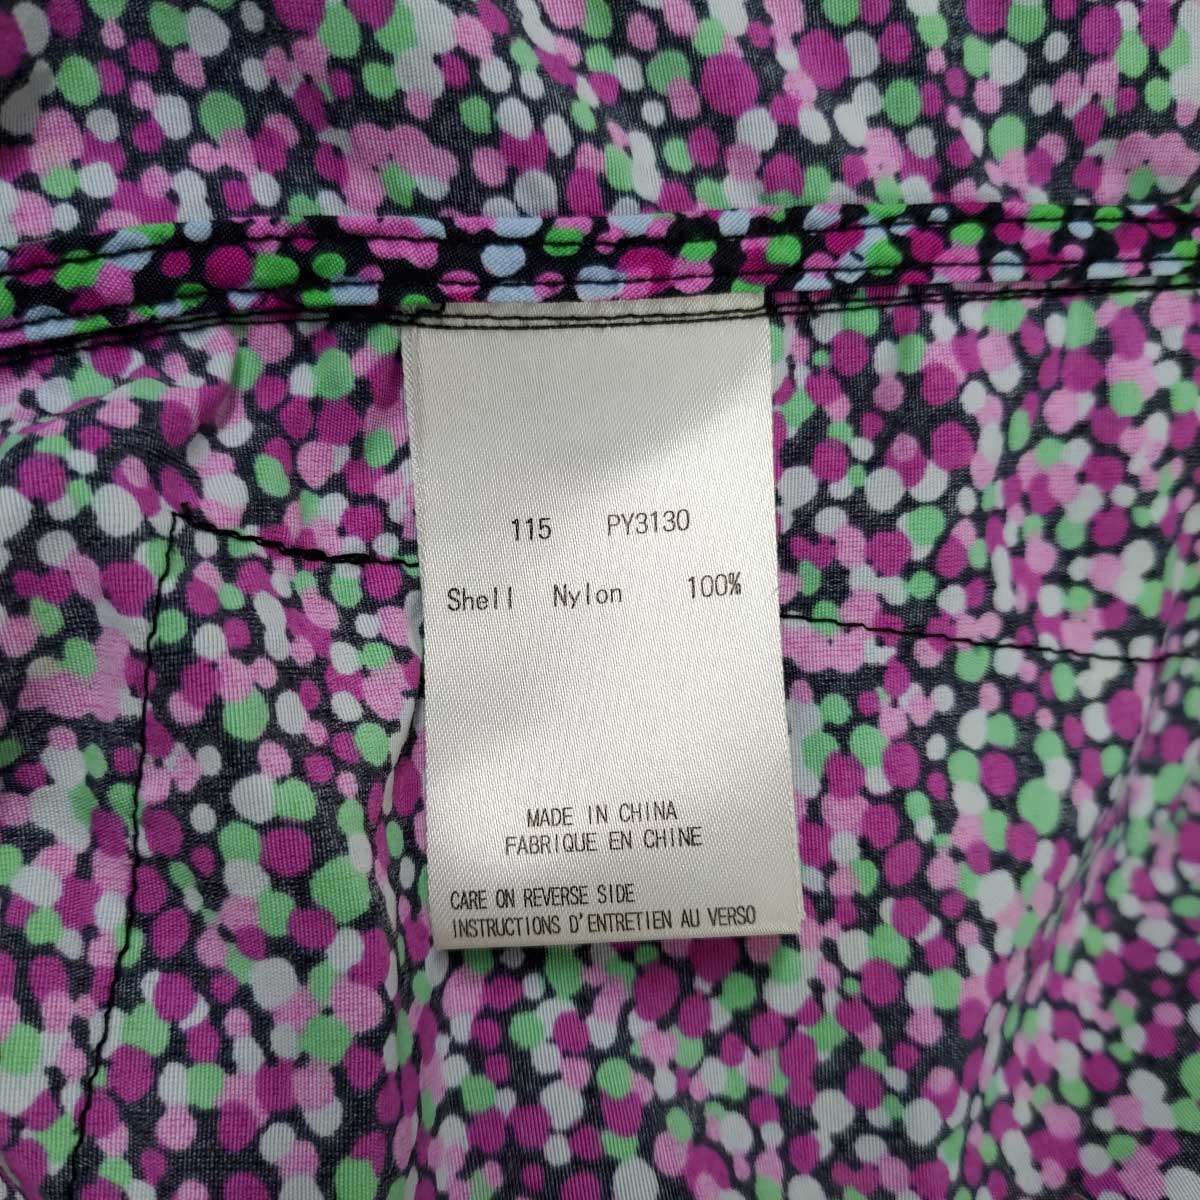 115 PY3130
Shell Nylon 100%
MADE IN CHINA
FABRIQUE EN CHINE
CARE ON REVERSE SIDE
INSTRUCTIONS D'ENTRETIEN AU VERSO